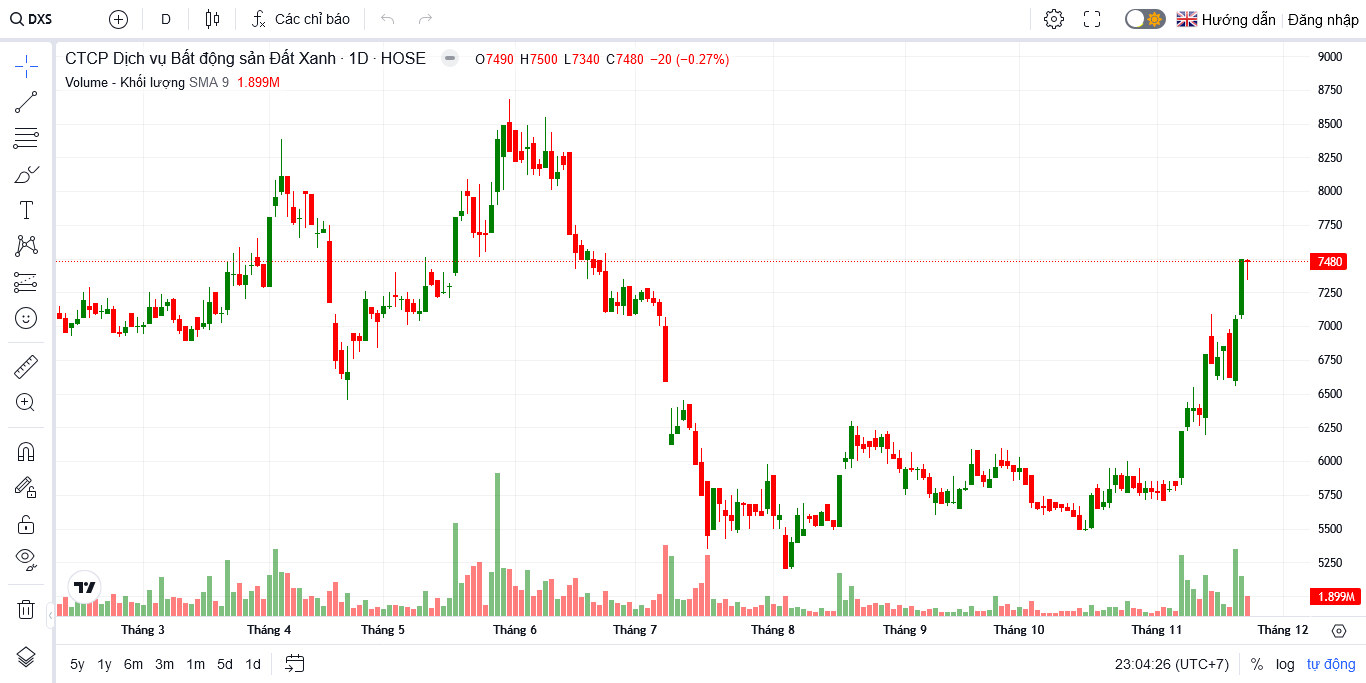 DXS D Các chỉ báo Hướng dẫn Đăng nhập
CTCP Dịch vụ Bất động sản Đất Xanh · 1D · HOSE O7490 H7500 L7340 C7480 −20 (−0.27%)
Volume - Khối lượng SMA 9 1.899M
9000
8750
8500
8250
8000
7750
7480
7250
7000
6750
6500
6250
6000
5750
5500
5250
1.899M
Tháng 3 Tháng 4 Tháng 5 Tháng 6 Tháng 7 Tháng 8 Tháng 9 Tháng 10 Tháng 11 Tháng 12
5y 1y 6m 3m 1m 5d 1d 23:04:26 (UTC+7) % log tự động